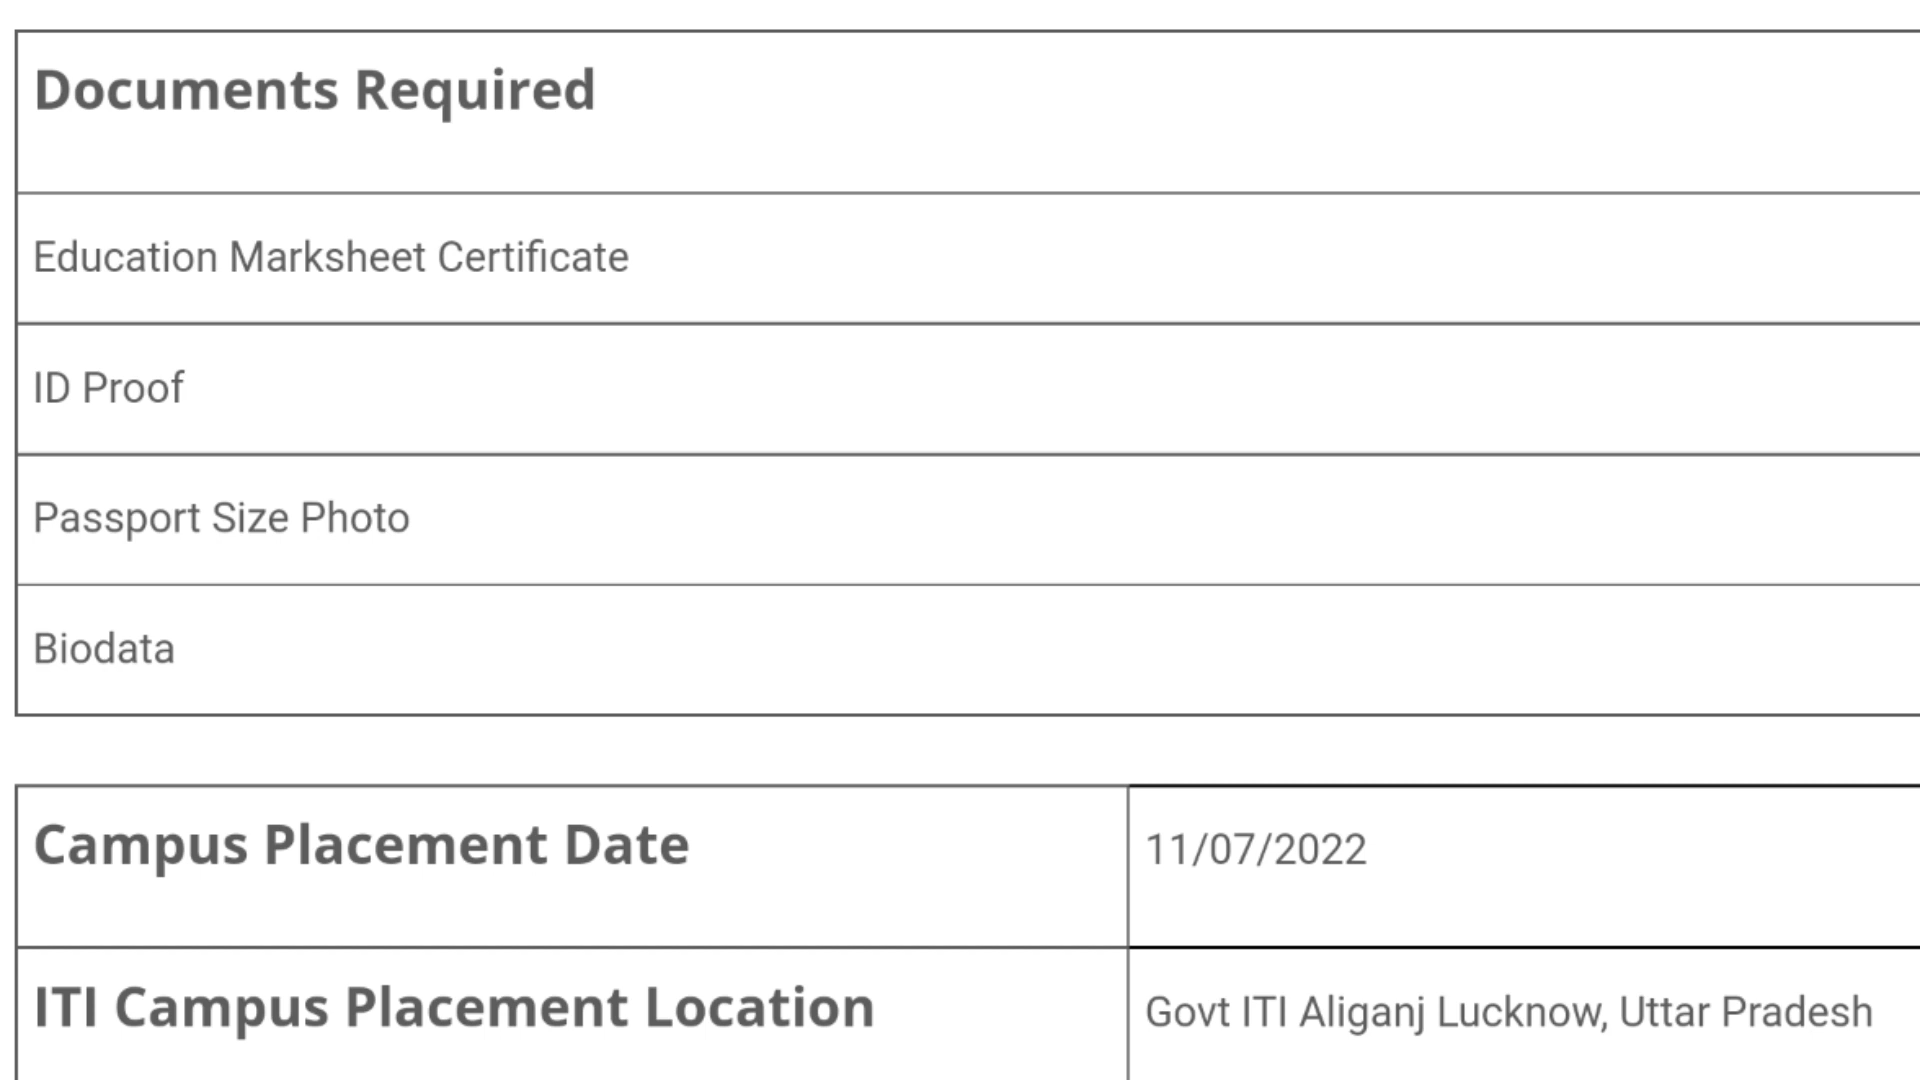 Documents Required
Education Marksheet Certificate
ID Proof
Passport Size Photo
Biodata
Campus Placement Date
11/07/2022
ITI Campus Placement Location
Govt ITI Aliganj Lucknow, Uttar Pradesh